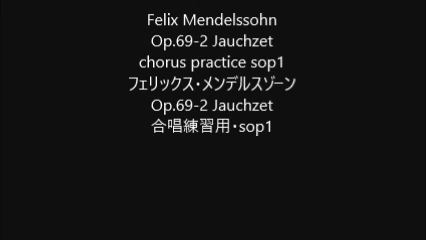 Felix Mendelssohn
Op.69-2 Jauchzet
chorus practice sop1
フェリックス・メンデルスゾーン
Op.69-2 Jauchzet
合唱練習用・sop1